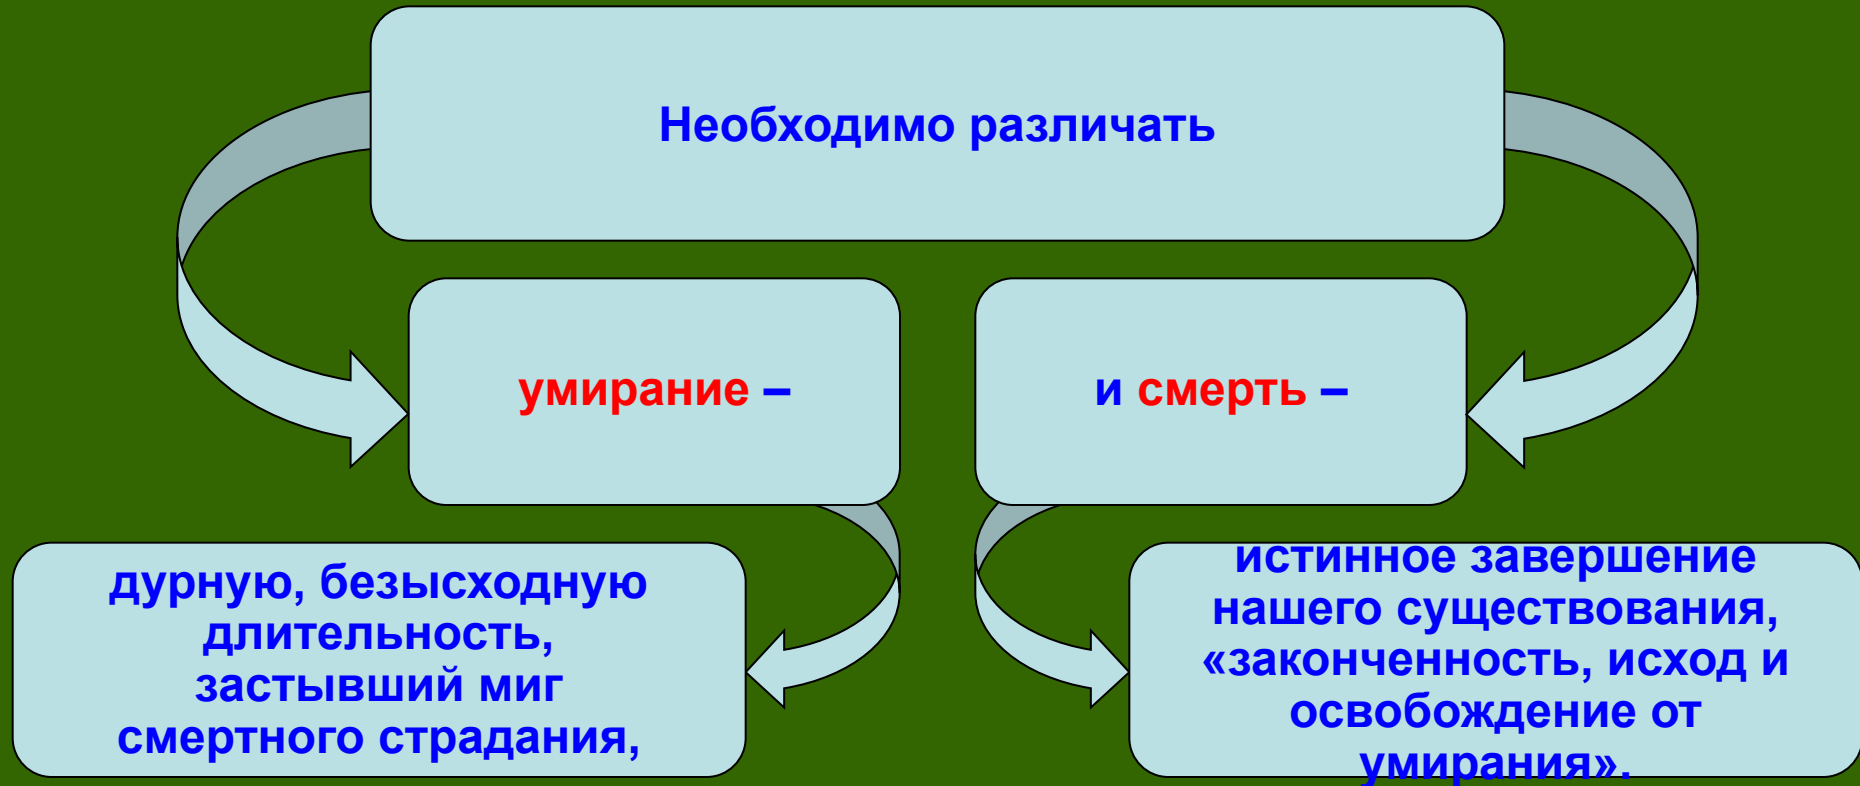 Необходимо различать
умирание –
и смерть –
дурную, безысходную
длительность,
застывший миг
смертного страдания,
истинное завершение
нашего существования,
«законченность, исход и
освобождение от
умирания».